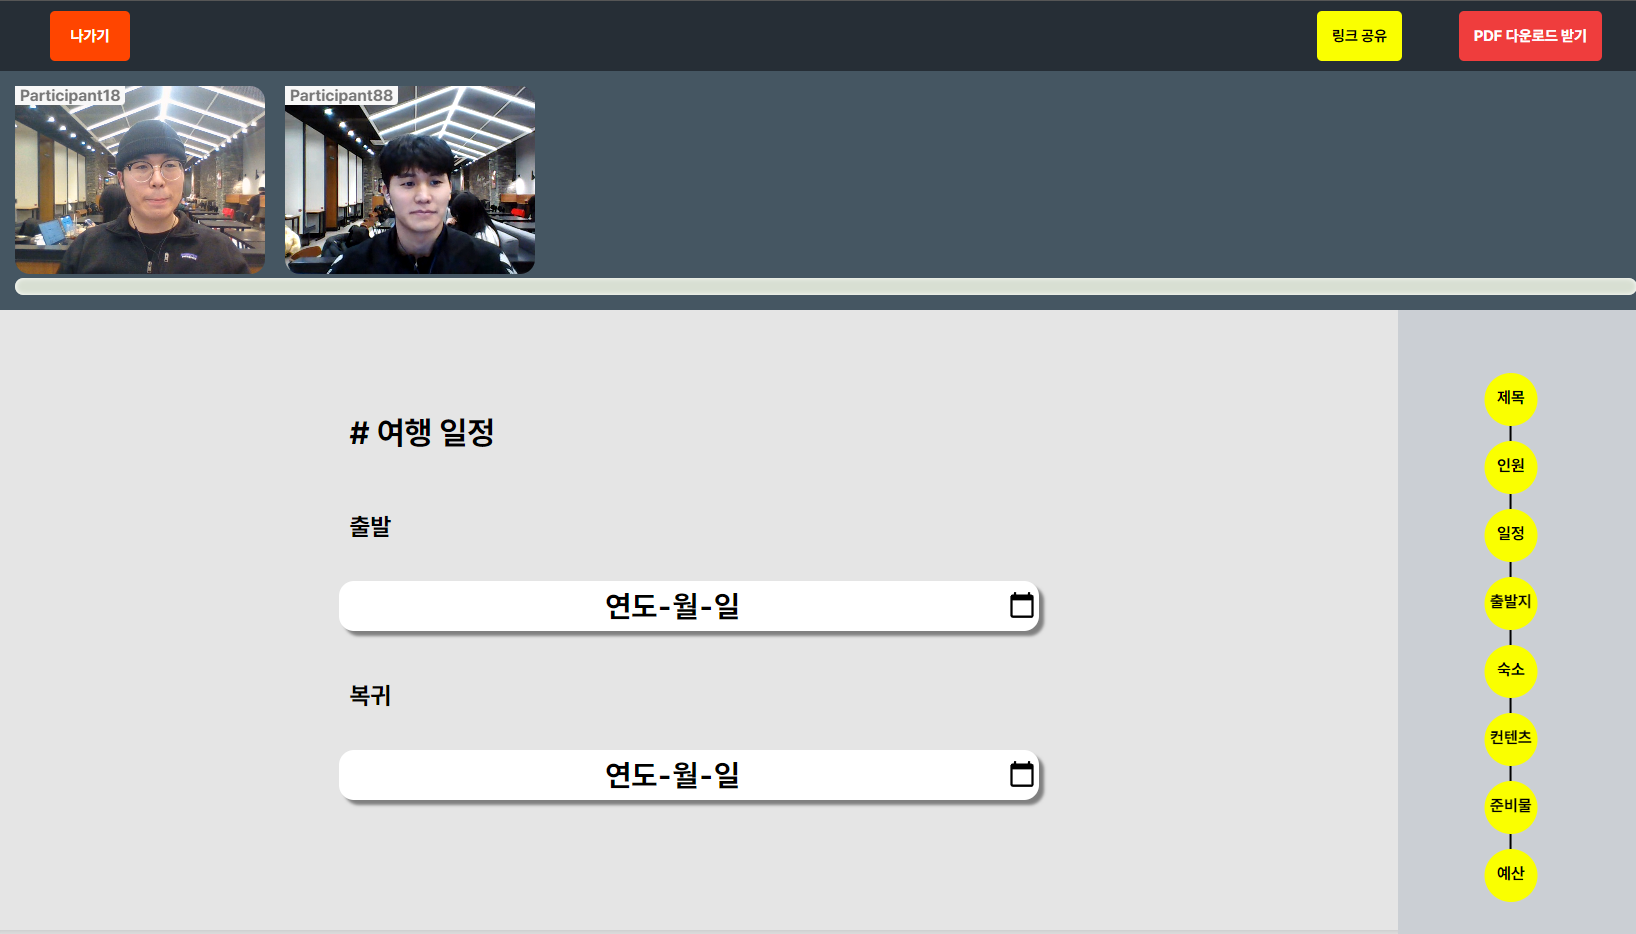 나가기
링크 공유
PDF 다운로드 받기
Participant18
Participant88
# 여행 일정
출발
연도-월-일
복귀
연도-월-일
제목
인원
일정
출발지
숙소
컨텐츠
준비물
예산